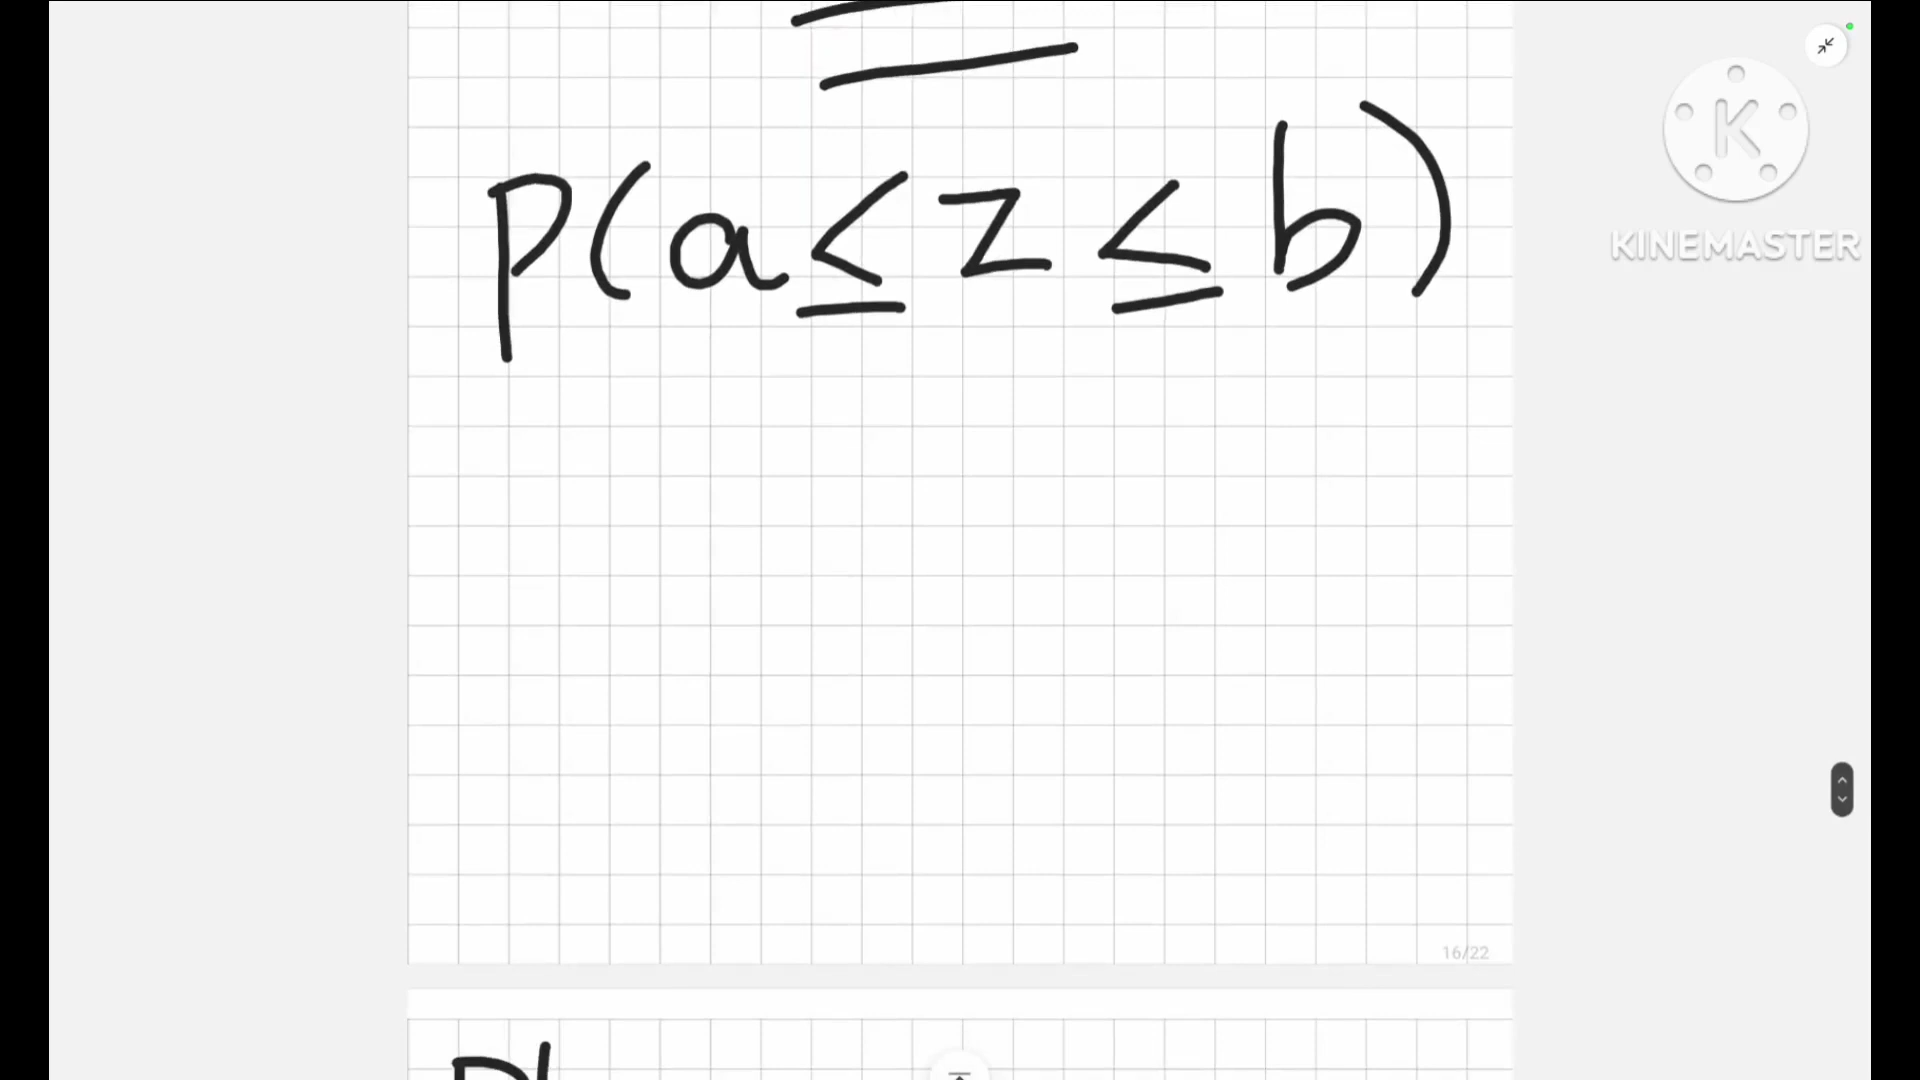 P(a ≤ z ≤ b)
K
KINEMASTER
16/22